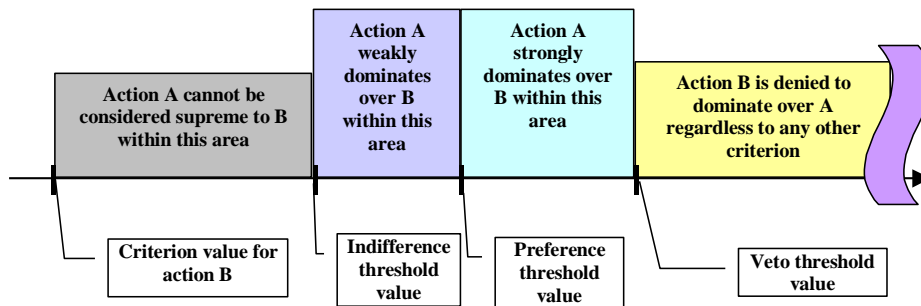 Action A cannot be
considered supreme to B
within this area
Action A
weakly
dominates
over B
within this
area
Action A
strongly
dominates over
B within this
area
Action B is denied to
dominate over A
regardless to any other
criterion
Criterion value for
action B
Indifference
threshold
value
Preference
threshold
value
Veto threshold
value